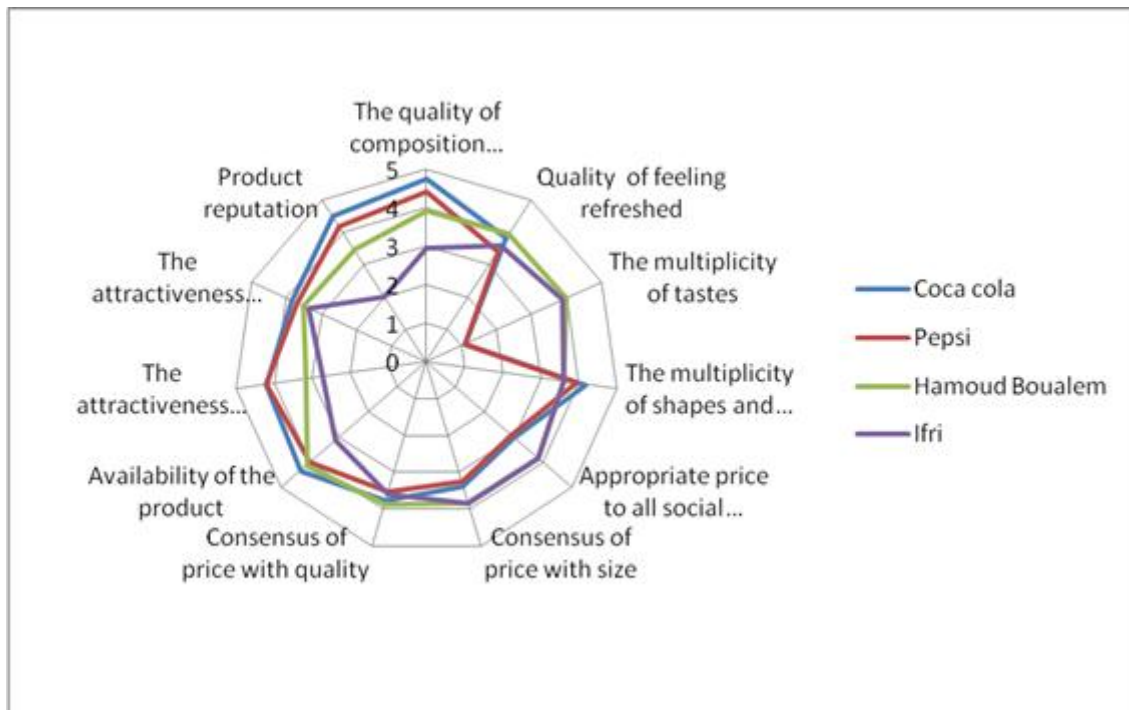 The quality of
composition...
Quality of feeling
refreshed
The multiplicity
of tastes
The multiplicity
of shapes and ...
Appropriate price
to all social...
Consensus of
price with size
Consensus of
price with quality
Availability of the
product
The
attractiveness...
The
attractiveness...
Product
reputation
5
4
3
2
1
0
Coca cola
Pepsi
Hamoud Boualem
Ifri